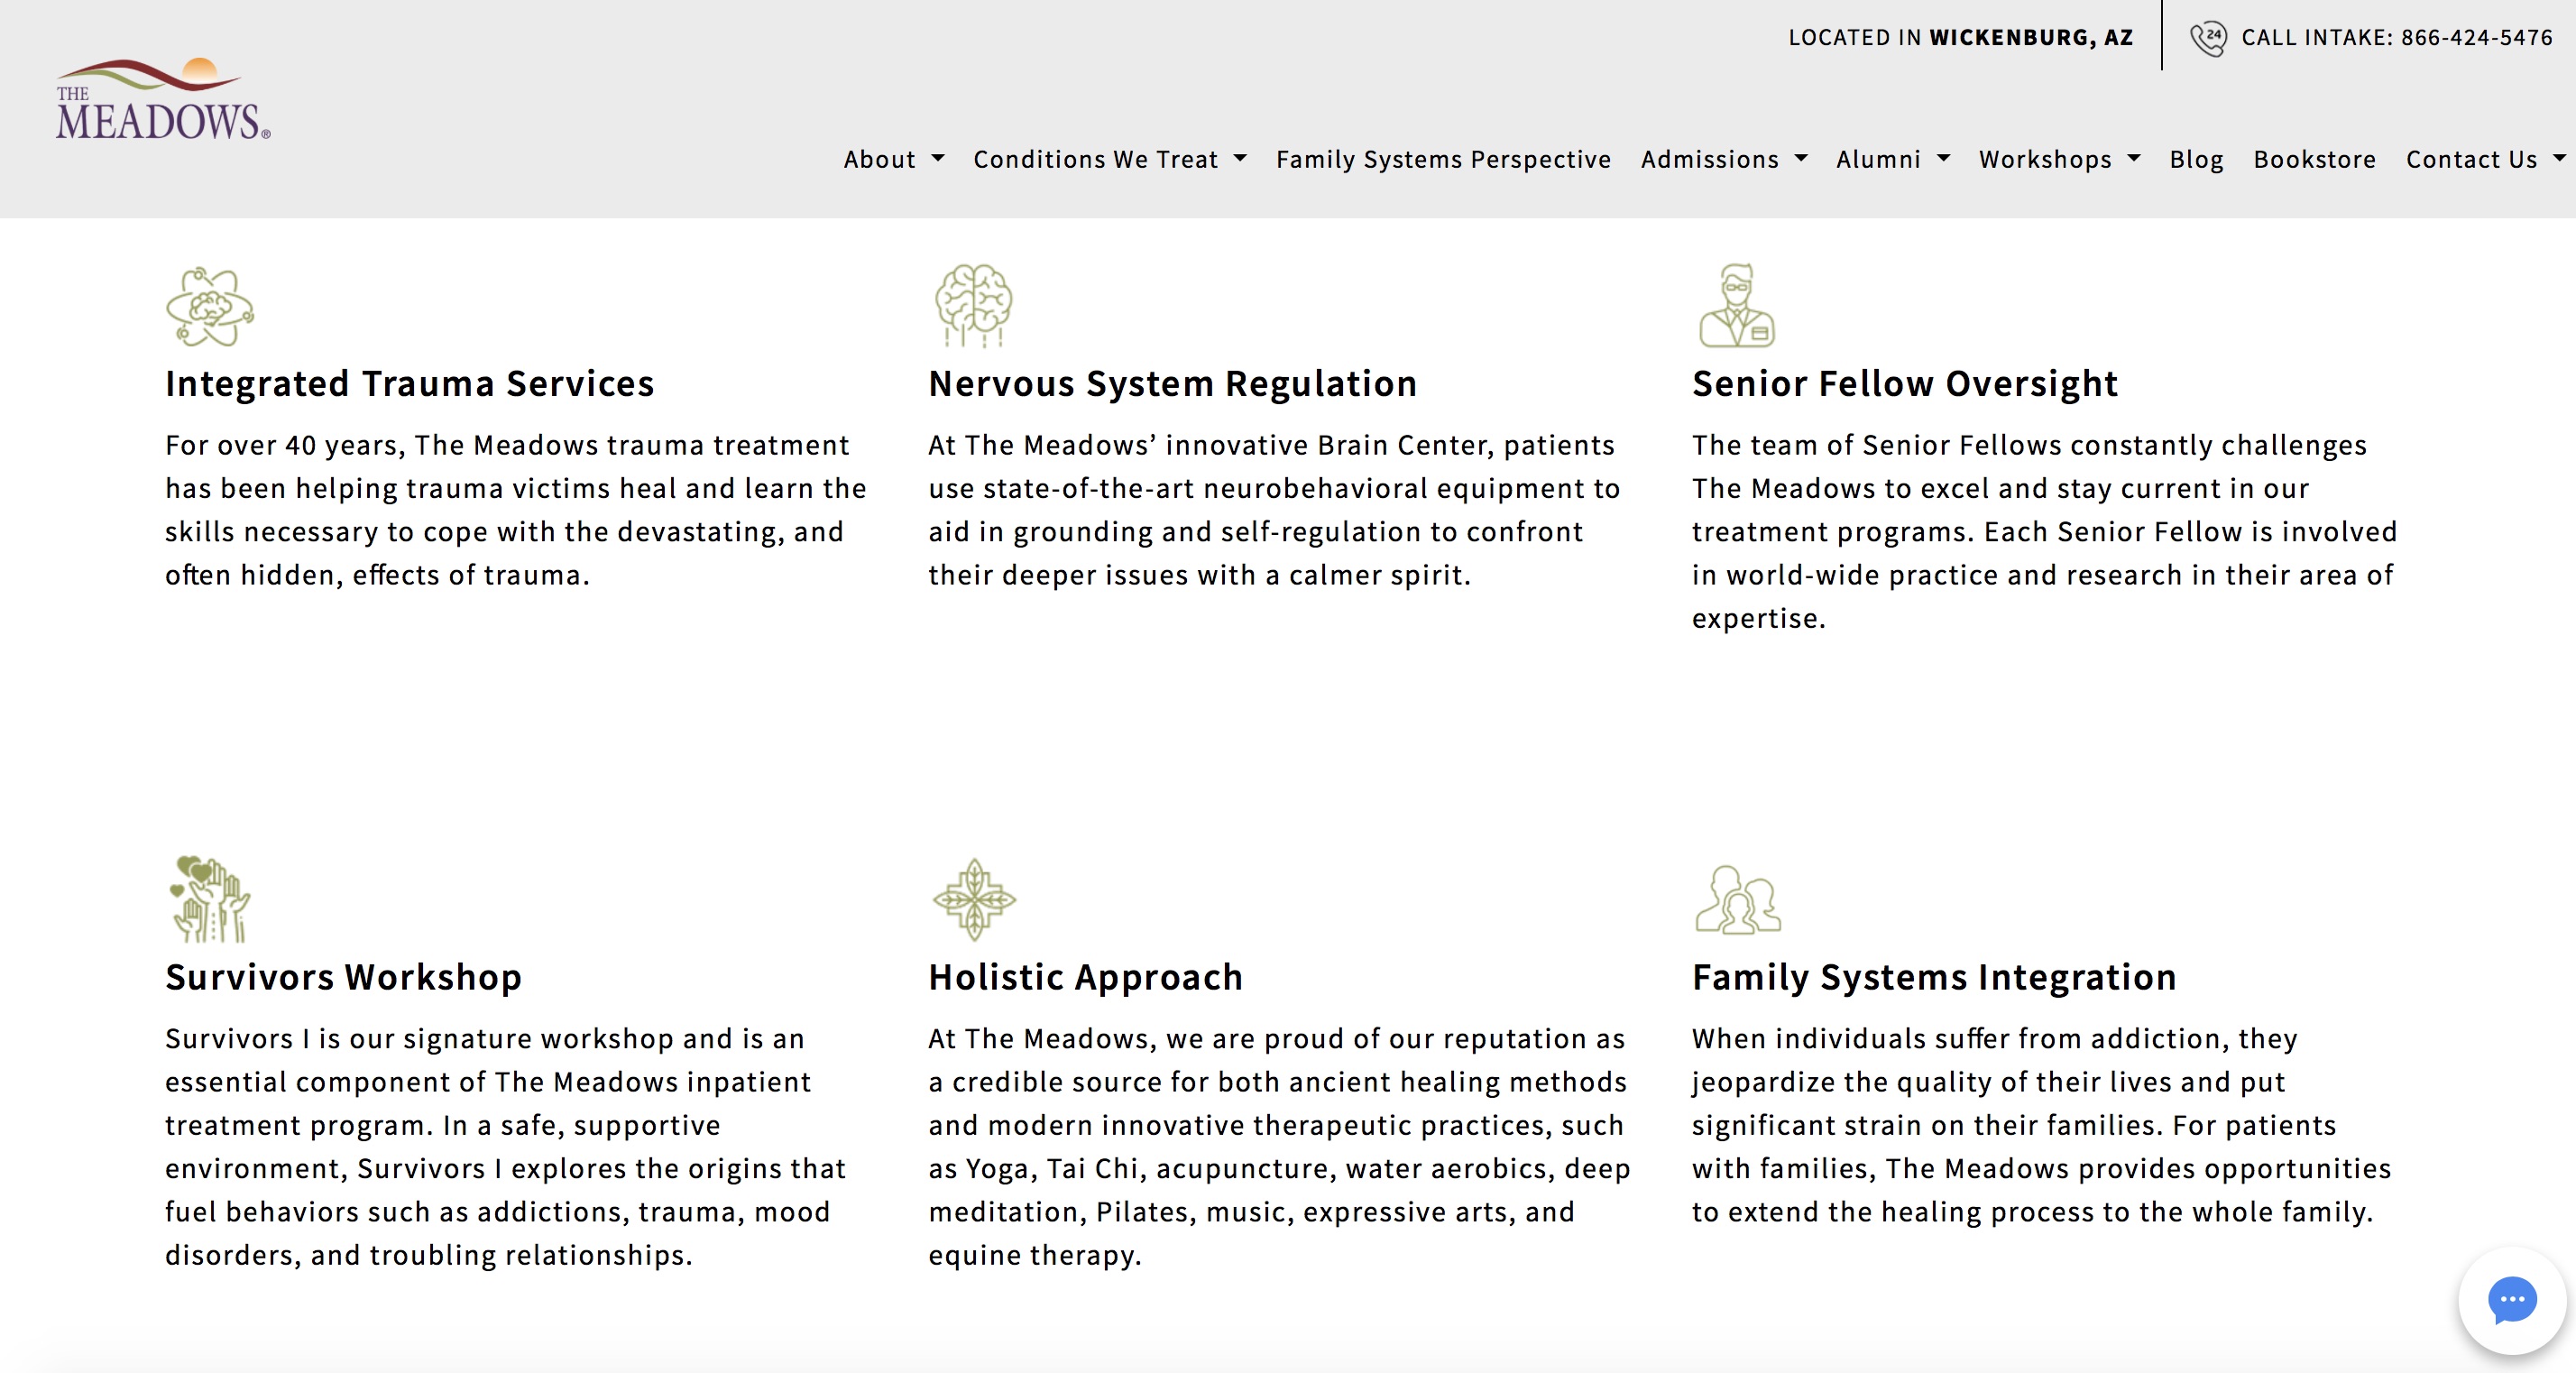 LOCATED IN WICKENBURG, AZ
24
CALL INTAKE: 866-424-5476
THE
MEADOWS®
About
Conditions We Treat
Family Systems Perspective
Admissions
Alumni
Workshops
Blog
Bookstore
Contact Us
Integrated Trauma Services
For over 40 years, The Meadows trauma treatment
has been helping trauma victims heal and learn the
skills necessary to cope with the devastating, and
often hidden, effects of trauma.
Nervous System Regulation
At The Meadows’ innovative Brain Center, patients
use state-of-the-art neurobehavioral equipment to
aid in grounding and self-regulation to confront
their deeper issues with a calmer spirit.
Senior Fellow Oversight
The team of Senior Fellows constantly challenges
The Meadows to excel and stay current in our
treatment programs. Each Senior Fellow is involved
in world-wide practice and research in their area of
expertise.
Survivors Workshop
Survivors I is our signature workshop and is an
essential component of The Meadows inpatient
treatment program. In a safe, supportive
environment, Survivors I explores the origins that
fuel behaviors such as addictions, trauma, mood
disorders, and troubling relationships.
Holistic Approach
At The Meadows, we are proud of our reputation as
a credible source for both ancient healing methods
and modern innovative therapeutic practices, such
as Yoga, Tai Chi, acupuncture, water aerobics, deep
meditation, Pilates, music, expressive arts, and
equine therapy.
Family Systems Integration
When individuals suffer from addiction, they
jeopardize the quality of their lives and put
significant strain on their families. For patients
with families, The Meadows provides opportunities
to extend the healing process to the whole family.